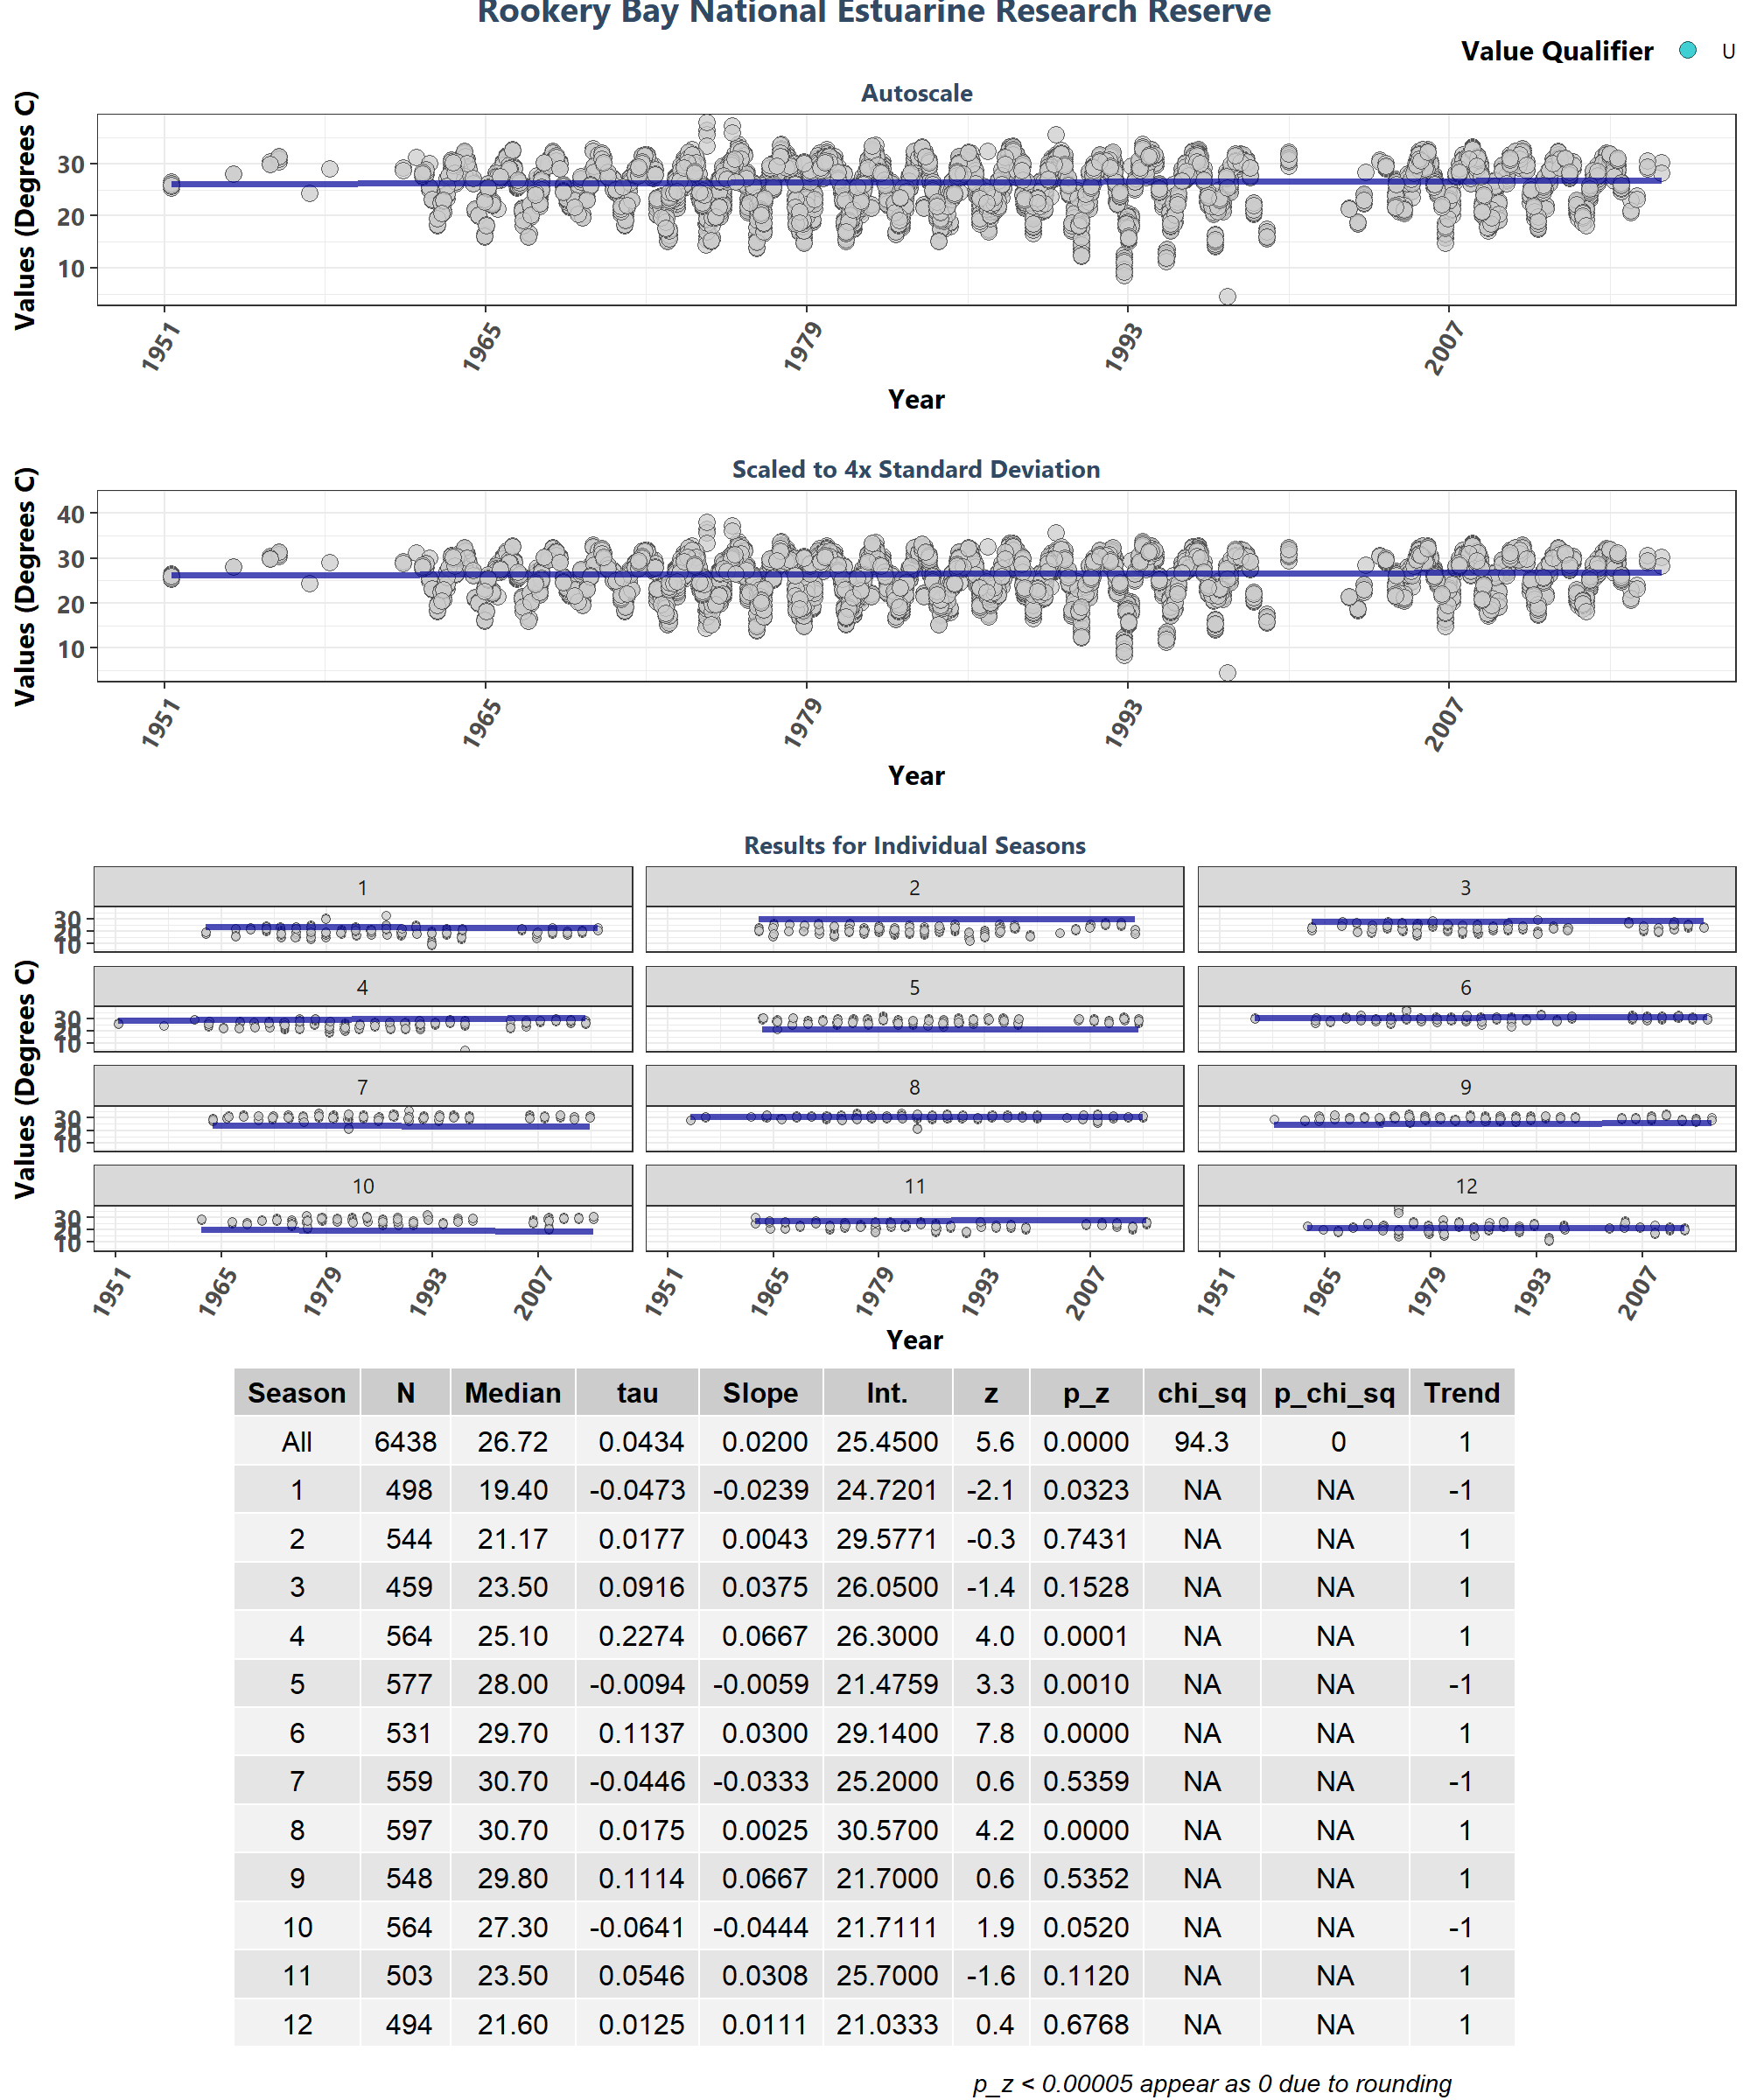 Rookery Bay National Estuarine Research Reserve
Value Qualifier U
Autoscale
Values (Degrees C)
30
20
10
1951 1965 1979 1993 2007
Year
Scaled to 4x Standard Deviation
Values (Degrees C)
40
30
20
10
1951 1965 1979 1993 2007
Year
Results for Individual Seasons
Values (Degrees C)
1 2 3
30
20
10
4 5 6
30
20
10
7 8 9
30
20
10
10 11 12
30
20
10
1951 1965 1979 1993 2007 1951 1965 1979 1993 2007 1951 1965 1979 1993 2007
Year
Season N Median tau Slope Int. z p_z chi_sq p_chi_sq Trend
All 6438 26.72 0.0434 0.0200 25.4500 5.6 0.0000 94.3 0 1
1 498 19.40 -0.0473 -0.0239 24.7201 -2.1 0.0323 NA NA -1
2 544 21.17 0.0177 0.0043 29.5771 -0.3 0.7431 NA NA 1
3 459 23.50 0.0916 0.0375 26.0500 -1.4 0.1528 NA NA 1
4 564 25.10 0.2274 0.0667 26.3000 4.0 0.0001 NA NA 1
5 577 28.00 -0.0094 -0.0059 21.4759 3.3 0.0010 NA NA -1
6 531 29.70 0.1137 0.0300 29.1400 7.8 0.0000 NA NA 1
7 559 30.70 -0.0446 -0.0333 25.2000 0.6 0.5359 NA NA -1
8 597 30.70 0.0175 0.0025 30.5700 4.2 0.0000 NA NA 1
9 548 29.80 0.1114 0.0667 21.7000 0.6 0.5352 NA NA 1
10 564 27.30 -0.0641 -0.0444 21.7111 1.9 0.0520 NA NA -1
11 503 23.50 0.0546 0.0308 25.7000 -1.6 0.1120 NA NA 1
12 494 21.60 0.0125 0.0111 21.0333 0.4 0.6768 NA NA 1
p_z < 0.00005 appear as 0 due to rounding